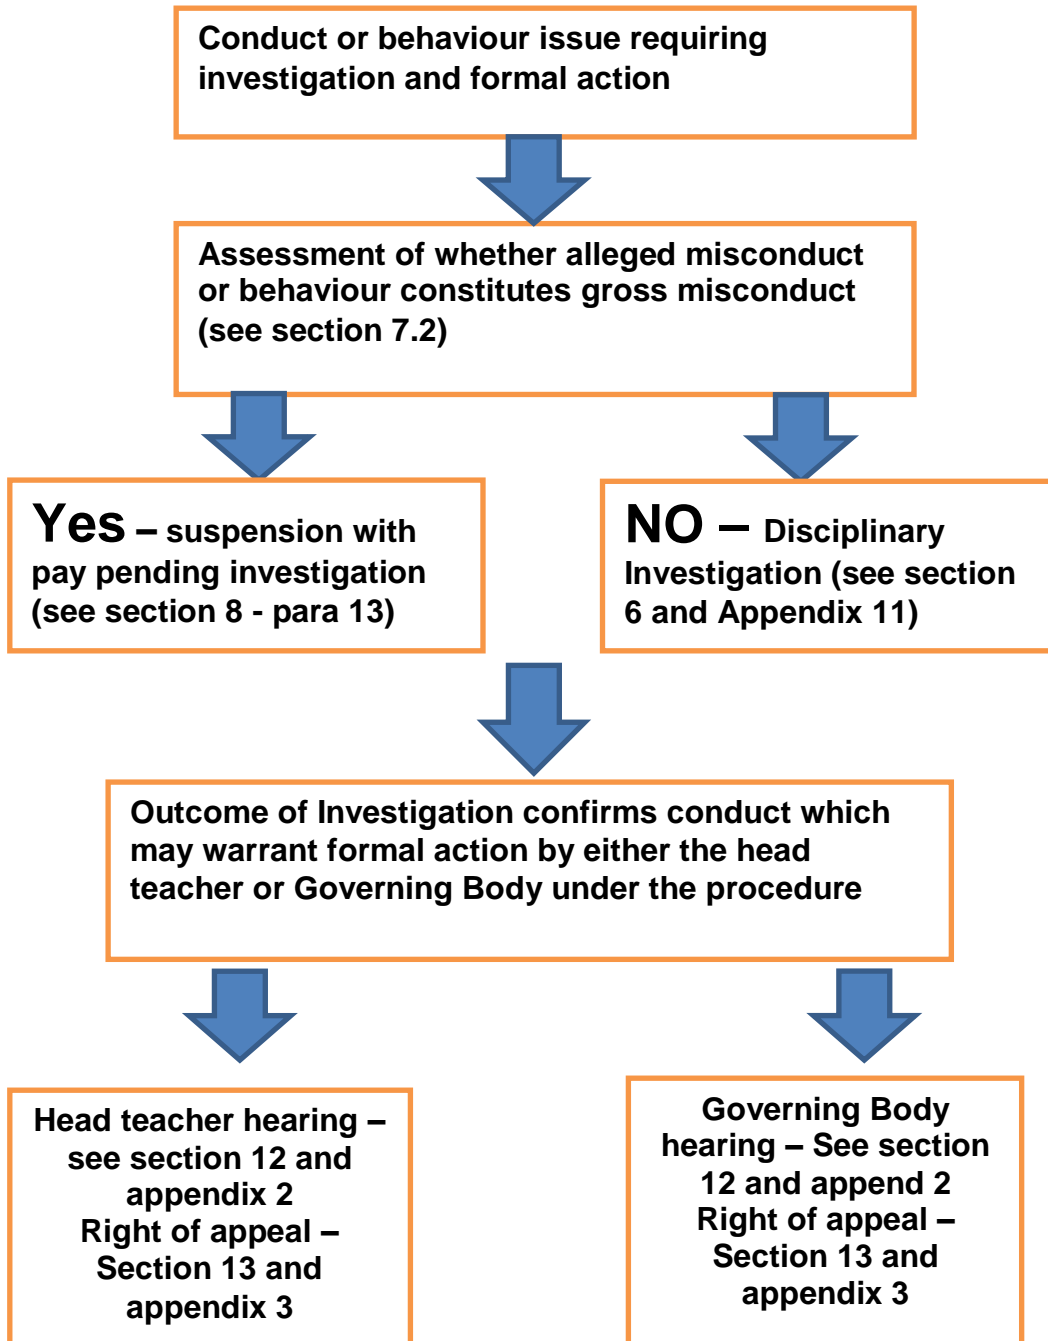 Conduct or behaviour issue requiring
investigation and formal action
Assessment of whether alleged misconduct
or behaviour constitutes gross misconduct
(see section 7.2)
Yes – suspension with
pay pending investigation
(see section 8 - para 13)
NO – Disciplinary
Investigation (see section
6 and Appendix 11)
Outcome of Investigation confirms conduct which
may warrant formal action by either the head
teacher or Governing Body under the procedure
Head teacher hearing –
see section 12 and
appendix 2
Right of appeal –
Section 13 and
appendix 3
Governing Body
hearing – See section
12 and append 2
Right of appeal –
Section 13 and
appendix 3